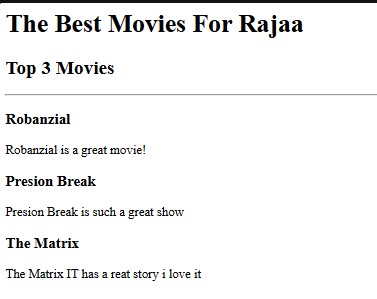 The Best Movies For Rajaa
Top 3 Movies
Robanzial
Robanzial is a great movie!
Presion Break
Presion Break is such a great show
The Matrix
The Matrix IT has a reat story i love it